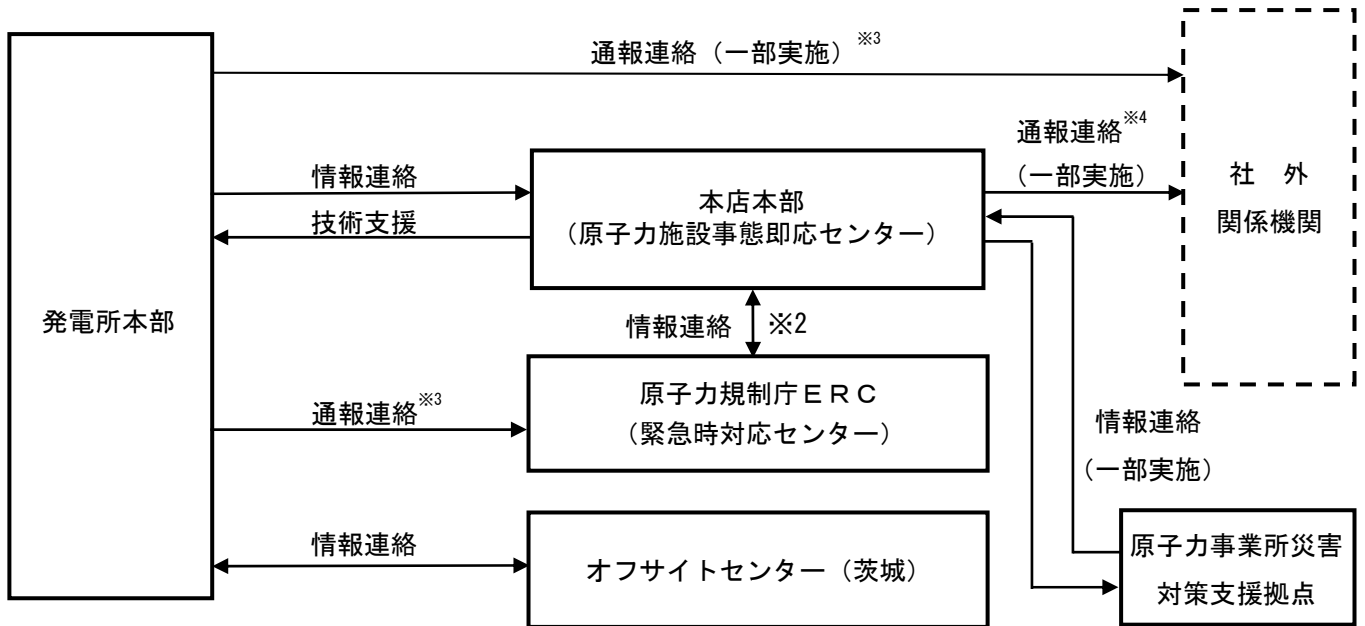 通報連絡（一部実施）※3
発電所本部
情報連絡
技術支援
本店本部
（原子力施設事態即応センター）
通報連絡※4
（一部実施）
社　外
関係機関
情報連絡 ※2
通報連絡※3
原子力規制庁ＥＲＣ
（緊急時対応センター）
情報連絡
（一部実施）
情報連絡
オフサイトセンター（茨城）
原子力事業所災害
対策支援拠点